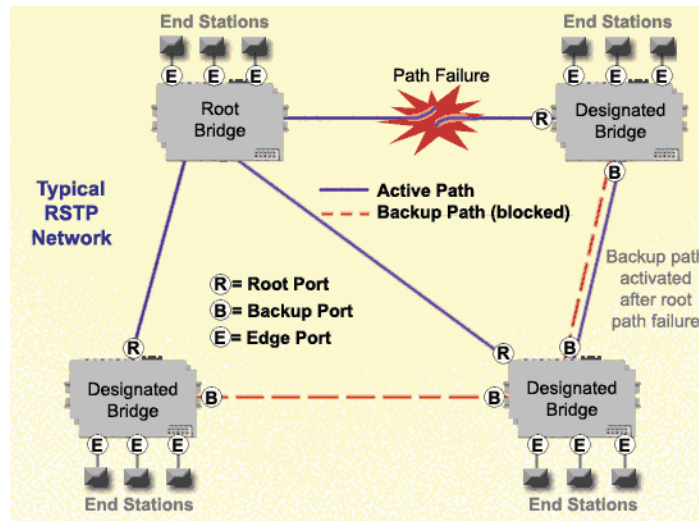 End Stations
End Stations
E E E
E E E
Path Failure
Root
Bridge
R
Designated
Bridge
B
Typical
RSTP
Network
Active Path
Backup Path (blocked)
Backup path
activated
after root
path failure
R = Root Port
B = Backup Port
E = Edge Port
R
R
B
Designated
Bridge
B
B
Designated
Bridge
E E E
E E E
End Stations
End Stations